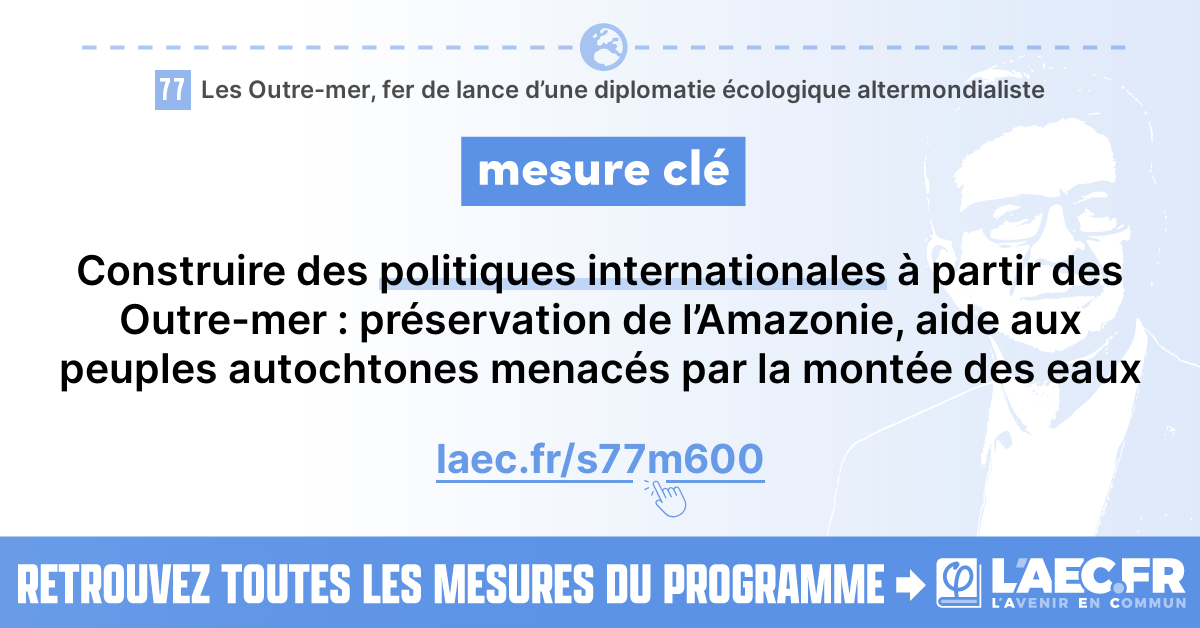 77 Les Outre-mer, fer de lance d’une diplomatie écologique altermondialiste
mesure clé
Construire des politiques internationales à partir des
Outre-mer : préservation de l’Amazonie, aide aux
peuples autochtones menacés par la montée des eaux
laec.fr/s77m600
RETROUVEZ TOUTES LES MESURES DU PROGRAMME
φ L’AEC.FR
L’AVENIR EN COMMUN